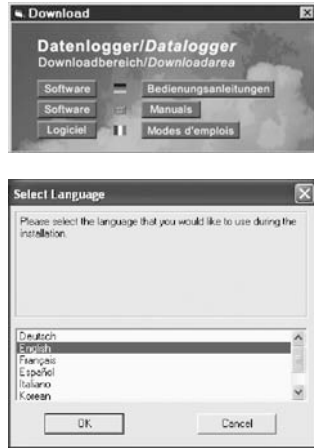 Download
Datenlogger/Datalogger
Downloadbereich/Downloadarea
Software Bedienungsanleitungen
Software Manuals
Logiciel Modes d'emplois
Select Language
Please select the language that you would like to use during the
installation.
Deutsch
English
Français
Español
Italiano
Korean
OK Cancel